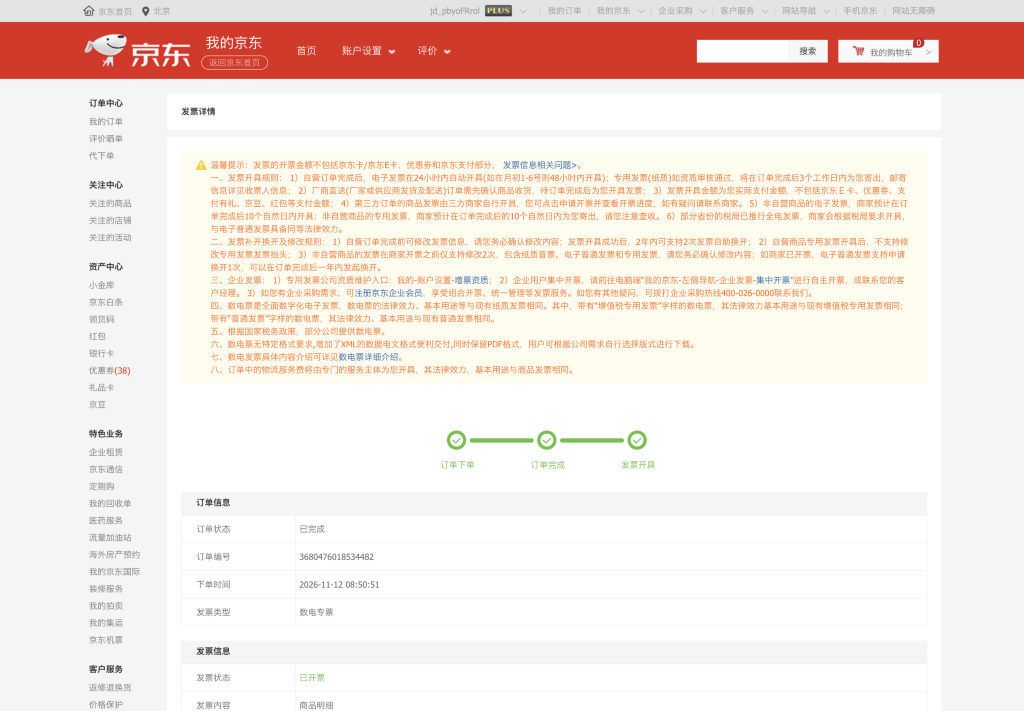 京东首页 北京 jd_pbyoFRrol PLUS 我的订单 我的京东 企业采购 客户服务 网站导航 手机京东 网站无障碍
京东 我的京东 返回京东首页 首页 账户设置 评价 搜索 我的购物车 0 >
订单中心
我的订单
评价晒单
代下单
关注中心
关注的商品
关注的店铺
关注的活动
资产中心
小金库
京东白条
领货码
红包
银行卡
优惠券(38)
礼品卡
京豆
特色业务
企业租赁
京东通信
定期购
我的回收单
医药服务
流量加油站
海外房产预约
我的京东国际
装修服务
我的拍卖
我的集运
京东机票
客户服务
返修退换货
价格保护
发票详情
温馨提示：发票的开票金额不包括京东卡/京东E卡、优惠券和京东支付部分。 发票信息相关问题>。
一、发票开具规则： 1）自营订单完成后，电子发票在24小时内自动开具(如在月初1-6号则48小时内开具)；专用发票(纸质)如资质审核通过，将在订单完成后3个工作日内为您寄出，邮寄
信息详见收票人信息； 2）厂商直送(厂家或供应商发货及配送)订单需先确认商品收货，待订单完成后为您开具发票； 3）发票开具金额为您实际支付金额，不包括京东Ｅ卡、优惠券、支
付有礼、京豆、红包等支付金额； 4）第三方订单的商品发票由三方商家自行开具，您可点击申请开票并查看开票进度，如有疑问请联系商家。 5）非自营商品的电子发票，商家预计在订
单完成后10个自然日内开具；非自营商品的专用发票，商家预计在订单完成后的10个自然日内为您寄出，请您注意查收。 6）部分省份的税局已推行全电发票，商家会根据税局要求开具，
与电子普通发票具备同等法律效力。
二、发票补开换开及修改规则： 1）自营订单完成前可修改发票信息，请您务必确认修改内容；发票开具成功后，2年内可支持2次发票自助换开； 2）自营商品专用发票开具后，不支持修
改专用发票发票抬头； 3）非自营商品的发票在商家开票之前仅支持修改2次，包含纸质普票、电子普通发票和专用发票，请您务必确认修改内容；如商家已开票，电子普通发票支持申请
换开1次，可以在订单完成后一年内发起换开。
三、企业发票： 1）专用发票公司资质维护入口：我的-账户设置-增票资质； 2）企业用户集中开票，请前往电脑端"我的京东-左侧导航-企业发票-集中开票"进行自主开票，或联系您的客
户经理。 3）如您有企业采购需求，可注册京东企业会员，享受组合开票、统一管理等发票服务。如您有其他疑问，可拨打企业采购热线400-026-0000联系我们。
四、数电票是全面数字化电子发票，数电票的法律效力、基本用途等与现有纸质发票相同。其中，带有"增值税专用发票"字样的数电票，其法律效力基本用途与现有增值税专用发票相同；
带有"普通发票"字样的数电票，其法律效力、基本用途与现有普通发票相同。
五、根据国家税务政策，部分公司提供数电票。
六、数电票无特定格式要求,增加了XML的数据电文格式便利交付,同时保留PDF格式，用户可根据公司需求自行选择版式进行下载。
七、数电发票具体内容介绍可详见数电票详细介绍。
八、订单中的物流服务费将由专门的服务主体为您开具，其法律效力，基本用途与商品发票相同。
订单下单 订单完成 发票开具
订单信息
订单状态 已完成
订单编号 3680476018534482
下单时间 2026-11-12 08:50:51
发票类型 数电专票
发票信息
发票状态 已开票
发票内容 商品明细